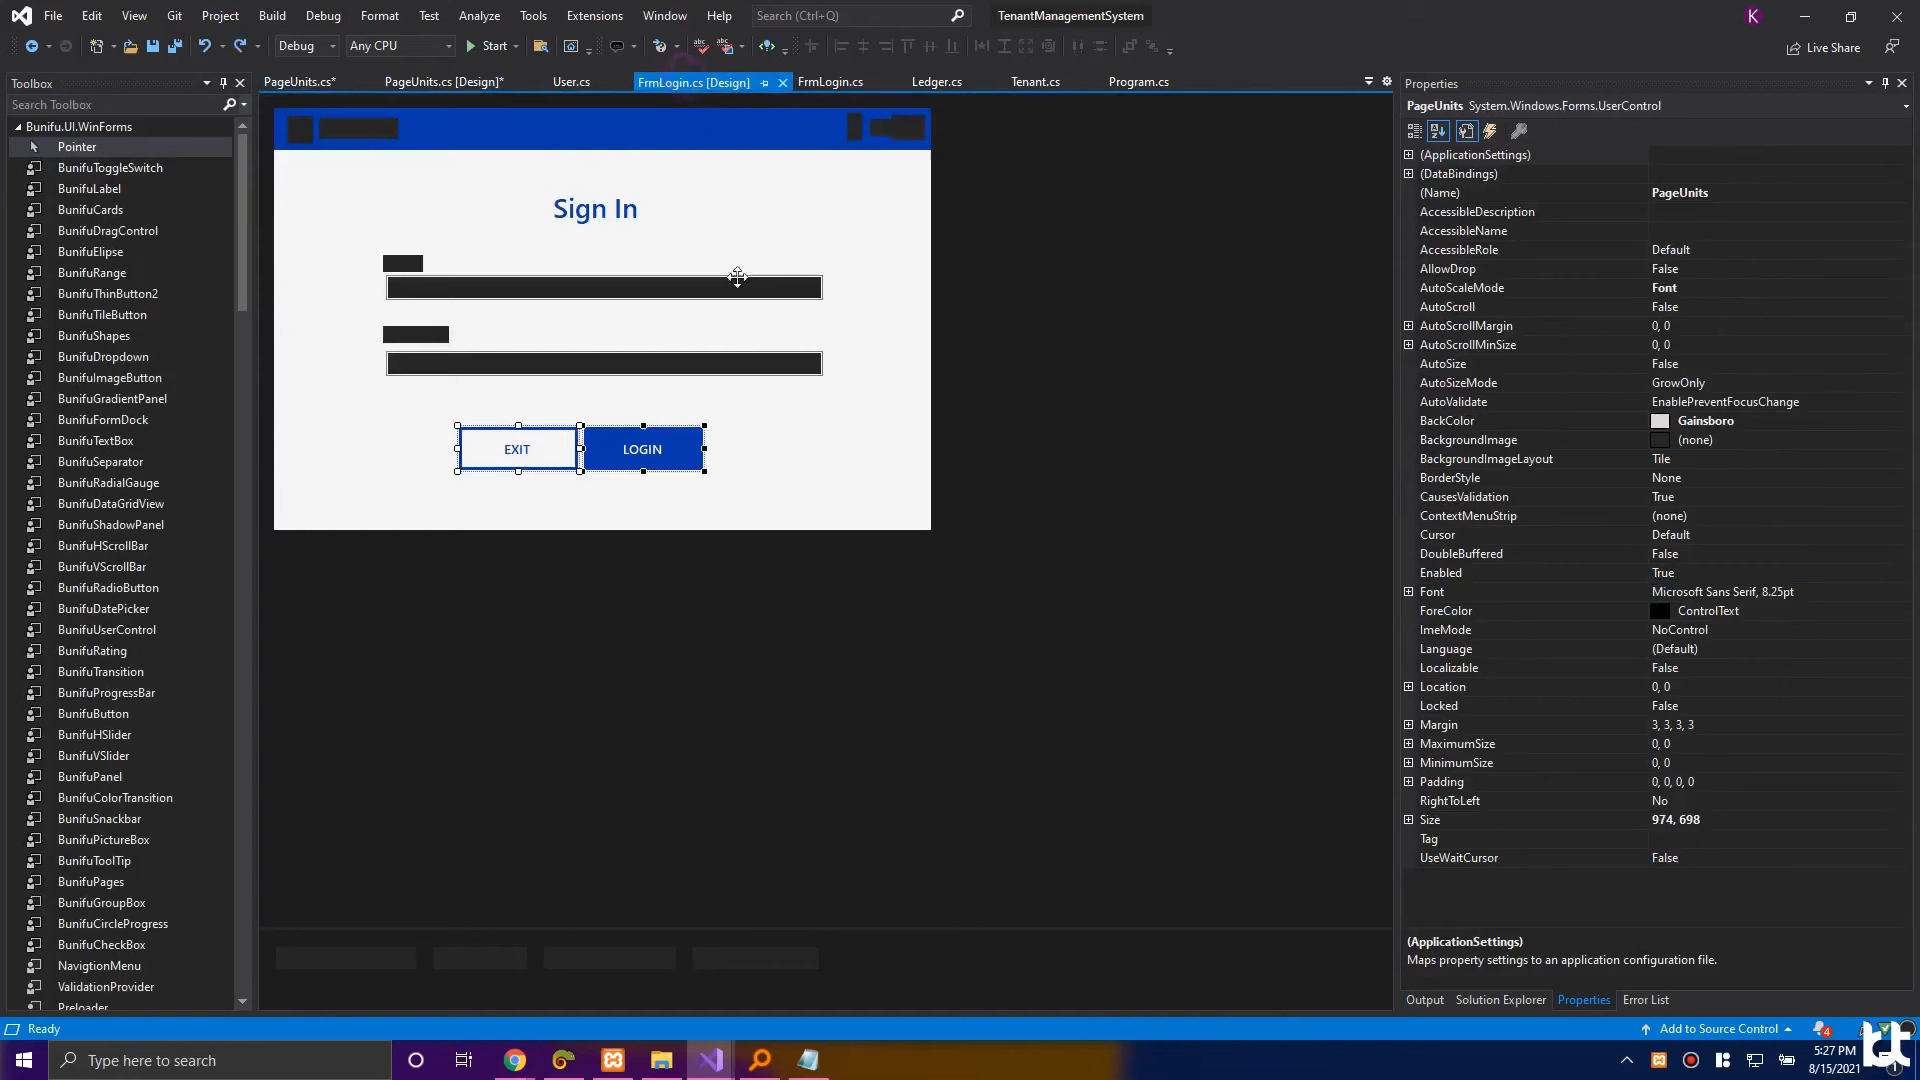 File Edit View Git Project Build Debug Format Test Analyze Tools Extensions Window Help Search (Ctrl+Q) TenantManagementSystem K
Debug Any CPU Start Live Share
Toolbox
Search Toolbox
Bunifu.UI.WinForms
Pointer
BunifuToggleSwitch
BunifuLabel
BunifuCards
BunifuDragControl
BunifuElipse
BunifuRange
BunifuThinButton2
BunifuTileButton
BunifuShapes
BunifuDropdown
BunifuImageButton
BunifuGradientPanel
BunifuFormDock
BunifuTextBox
BunifuSeparator
BunifuRadialGauge
BunifuDataGridView
BunifuShadowPanel
BunifuHScrollBar
BunifuVScrollBar
BunifuRadioButton
BunifuDatePicker
BunifuUserControl
BunifuRating
BunifuTransition
BunifuProgressBar
BunifuButton
BunifuHSlider
BunifuVSlider
BunifuPanel
BunifuColorTransition
BunifuSnackbar
BunifuPictureBox
BunifuToolTip
BunifuPages
BunifuGroupBox
BunifuCircleProgress
BunifuCheckBox
NavigtionMenu
ValidationProvider
Preloader
PageUnits.cs* PageUnits.cs [Design]* User.cs FrmLogin.cs [Design] FrmLogin.cs Ledger.cs Tenant.cs Program.cs
Sign In
EXIT LOGIN
Properties
PageUnits System.Windows.Forms.UserControl
(ApplicationSettings)
(DataBindings)
(Name) PageUnits
AccessibleDescription
AccessibleName
AccessibleRole Default
AllowDrop False
AutoScaleMode Font
AutoScroll False
AutoScrollMargin 0, 0
AutoScrollMinSize 0, 0
AutoSize False
AutoSizeMode GrowOnly
AutoValidate EnablePreventFocusChange
BackColor Gainsboro
BackgroundImage (none)
BackgroundImageLayout Tile
BorderStyle None
CausesValidation True
ContextMenuStrip (none)
Cursor Default
DoubleBuffered False
Enabled True
Font Microsoft Sans Serif, 8.25pt
ForeColor ControlText
ImeMode NoControl
Language (Default)
Localizable False
Location 0, 0
Locked False
Margin 3, 3, 3, 3
MaximumSize 0, 0
MinimumSize 0, 0
Padding 0, 0, 0, 0
RightToLeft No
Size 974, 698
Tag
UseWaitCursor False
(ApplicationSettings)
Maps property settings to an application configuration file.
Output Solution Explorer Properties Error List
Ready Add to Source Control 4
Type here to search 5:27 PM
8/15/2021